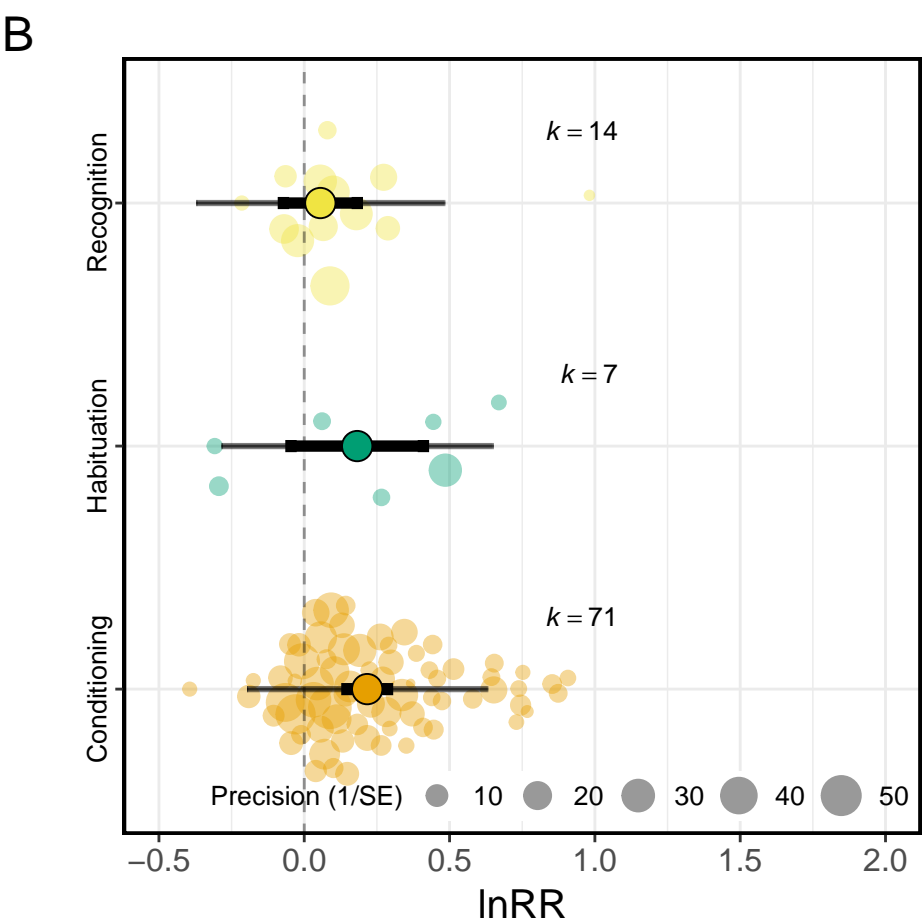 B
Recognition
k = 14
Habituation
k = 7
Conditioning
k = 71
Precision (1/SE) 10 20 30 40 50
−0.5 0.0 0.5 1.0 1.5 2.0
lnRR